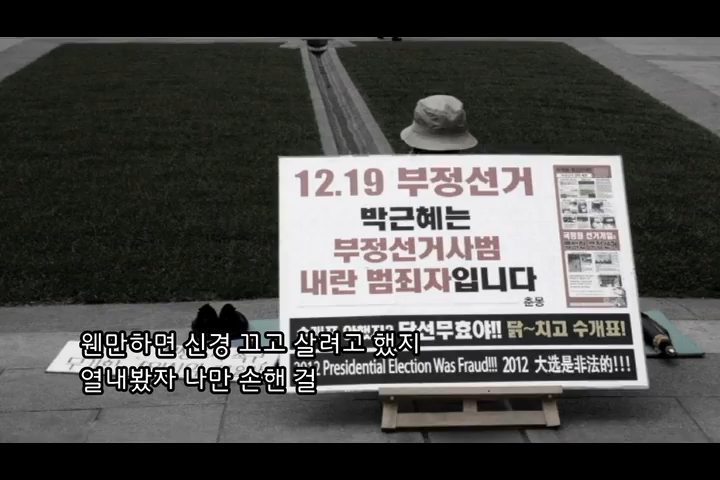 12.19 부정선거
박근혜는
부정선거사범
내란 범죄자입니다
춘몽
당선무효야!! 닭~치고 수개표!
2012 Presidential Election Was Fraud!!! 2012 大选是非法的!!!
웬만하면 신경 끄고 살려고 했지
열내봤자 나만 손핸 걸